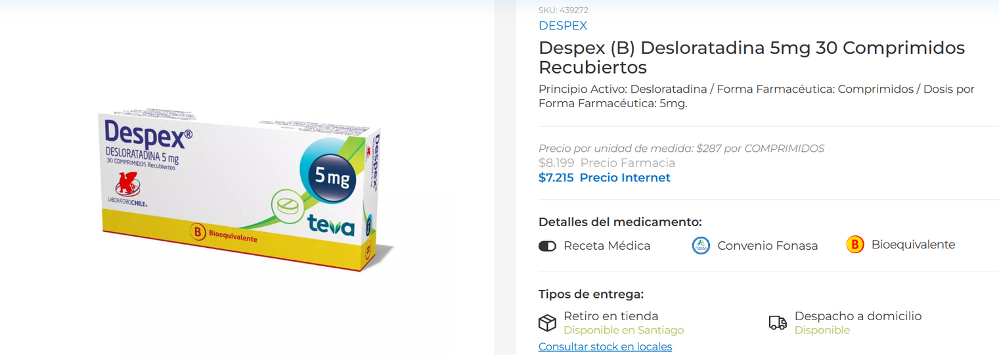 Despex®
DESLORATADINA 5 mg
30 COMPRIMIDOS Recubiertos
LABORATORIOCHILE®
5 mg
teva
B Bioequivalente
Despex®
B
SKU: 439272
DESPEX
Despex (B) Desloratadina 5mg 30 Comprimidos
Recubiertos
Principio Activo: Desloratadina / Forma Farmacéutica: Comprimidos / Dosis por
Forma Farmacéutica: 5mg.
Precio por unidad de medida: $287 por COMPRIMIDOS
$8.199 Precio Farmacia
$7.215 Precio Internet
Detalles del medicamento:
Receta Médica
Convenio Fonasa
B Bioequivalente
Tipos de entrega:
Retiro en tienda
Disponible en Santiago
Despacho a domicilio
Disponible
Consultar stock en locales